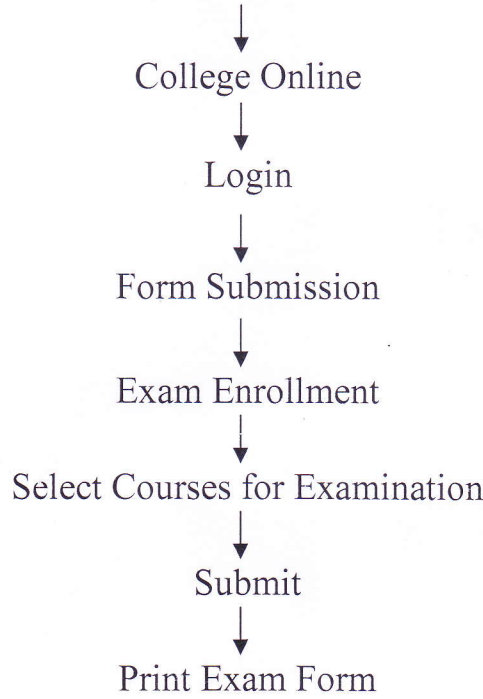 College Online
Login
Form Submission
Exam Enrollment
Select Courses for Examination
Submit
Print Exam Form